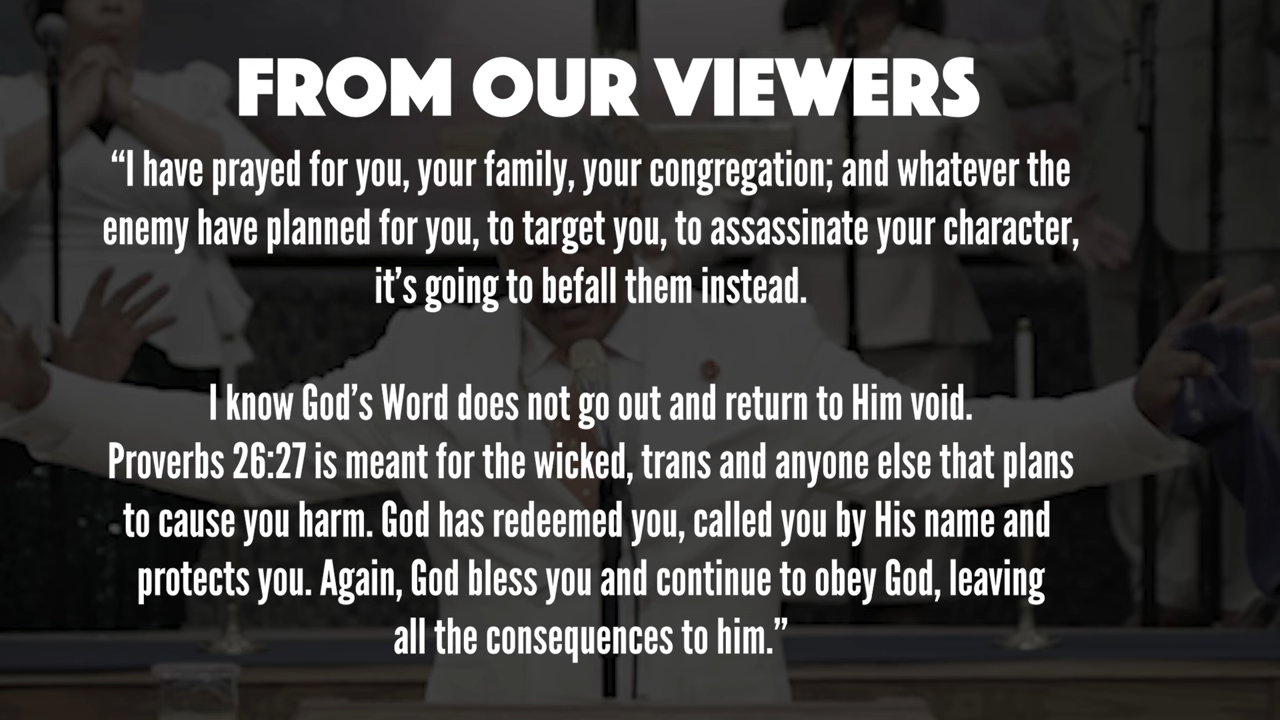 FROM OUR VIEWERS
“I have prayed for you, your family, your congregation; and whatever the
enemy have planned for you, to target you, to assassinate your character,
it’s going to befall them instead.
I know God’s Word does not go out and return to Him void.
Proverbs 26:27 is meant for the wicked, trans and anyone else that plans
to cause you harm. God has redeemed you, called you by His name and
protects you. Again, God bless you and continue to obey God, leaving
all the consequences to him.”